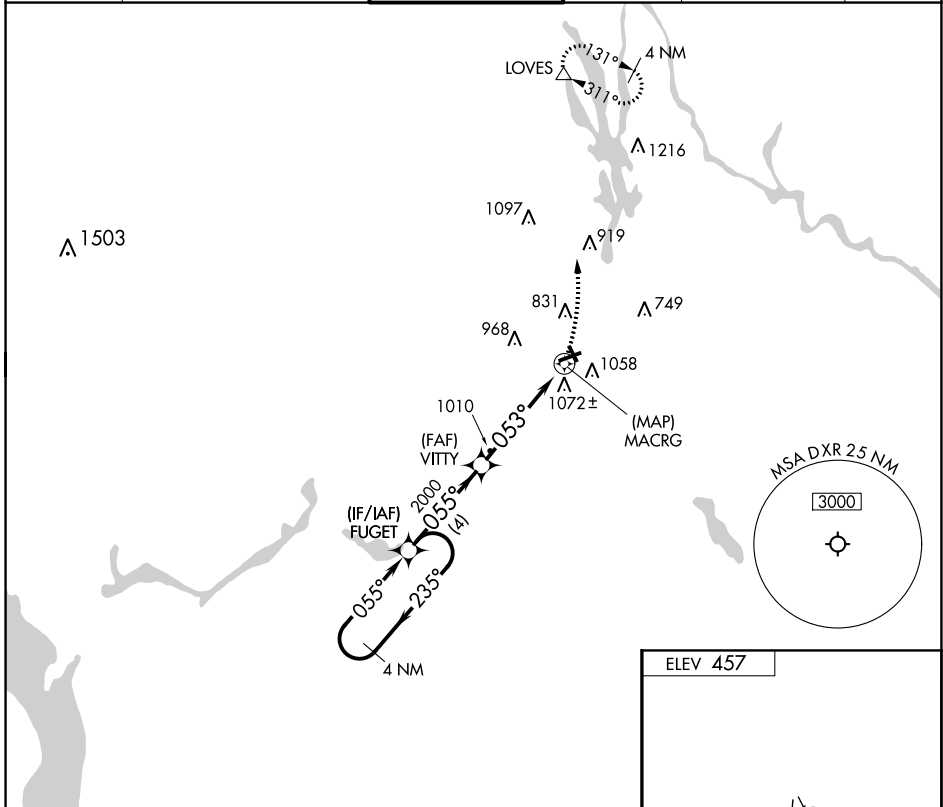 131°
4 NM
LOVES
311°
1216
1097
919
1503
831
749
968
1058
1072±
1010
053°
(MAP)
MACRG
(FAF)
VITTY
MSA DXR 25 NM
2000
055°
(4)
3000
(IF/IAF)
FUGET
055°
235°
4 NM
ELEV 457